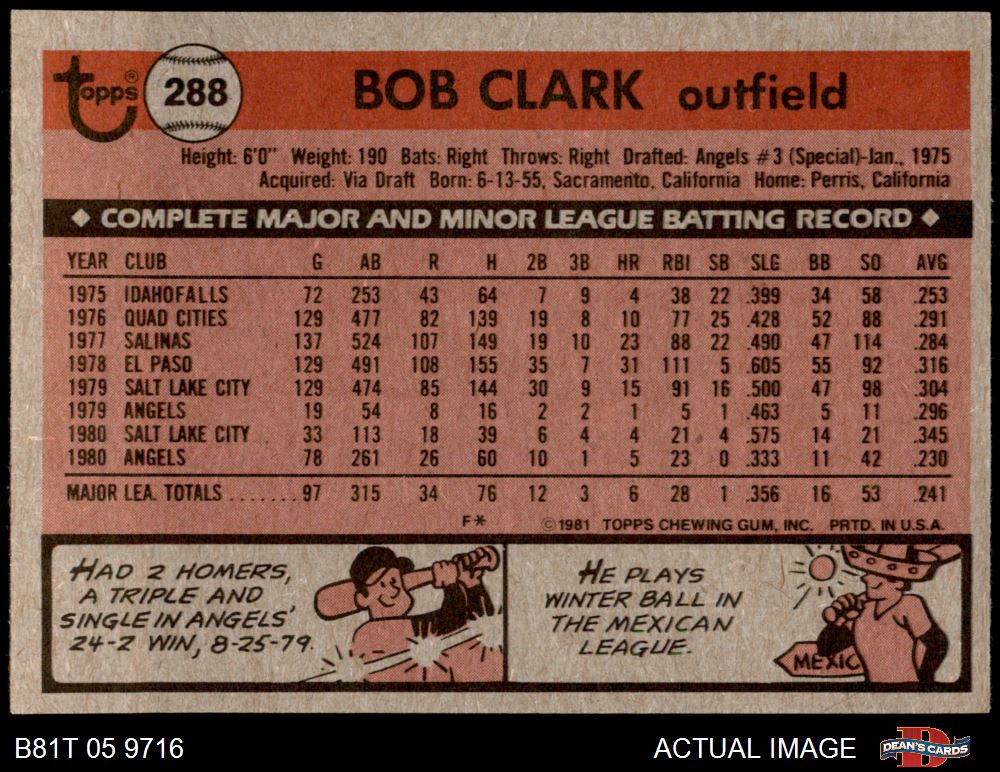 topps® 288 BOB CLARK outfield
Height: 6'0" Weight: 190 Bats: Right Throws: Right Drafted: Angels #3 (Special)-Jan., 1975
Acquired: Via Draft Born: 6-13-55, Sacramento, California Home: Perris, California
◆ COMPLETE MAJOR AND MINOR LEAGUE BATTING RECORD ◆
YEAR CLUB G AB R H 2B 3B HR RBI SB SLG BB SO AVG
1975 IDAHOFALLS 72 253 43 64 7 9 4 38 22 .399 34 58 .253
1976 QUAD CITIES 129 477 82 139 19 8 10 77 25 .428 52 88 .291
1977 SALINAS 137 524 107 149 19 10 23 88 22 .490 47 114 .284
1978 EL PASO 129 491 108 155 35 7 31 111 5 .605 55 92 .316
1979 SALT LAKE CITY 129 474 85 144 30 9 15 91 16 .500 47 98 .304
1979 ANGELS 19 54 8 16 2 2 1 5 1 .463 5 11 .296
1980 SALT LAKE CITY 33 113 18 39 6 4 4 21 4 .575 14 21 .345
1980 ANGELS 78 261 26 60 10 1 5 23 0 .333 11 42 .230
MAJOR LEA. TOTALS ....... 97 315 34 76 12 3 6 28 1 .356 16 53 .241
F* ©1981 TOPPS CHEWING GUM, INC. PRTD. IN U.S.A.
HAD 2 HOMERS,
A TRIPLE AND
SINGLE IN ANGELS'
24-2 WIN, 8-25-79.
HE PLAYS
WINTER BALL IN
THE MEXICAN
LEAGUE.
MEXIC
B81T 05 9716 ACTUAL IMAGE DEAN'S CARDS